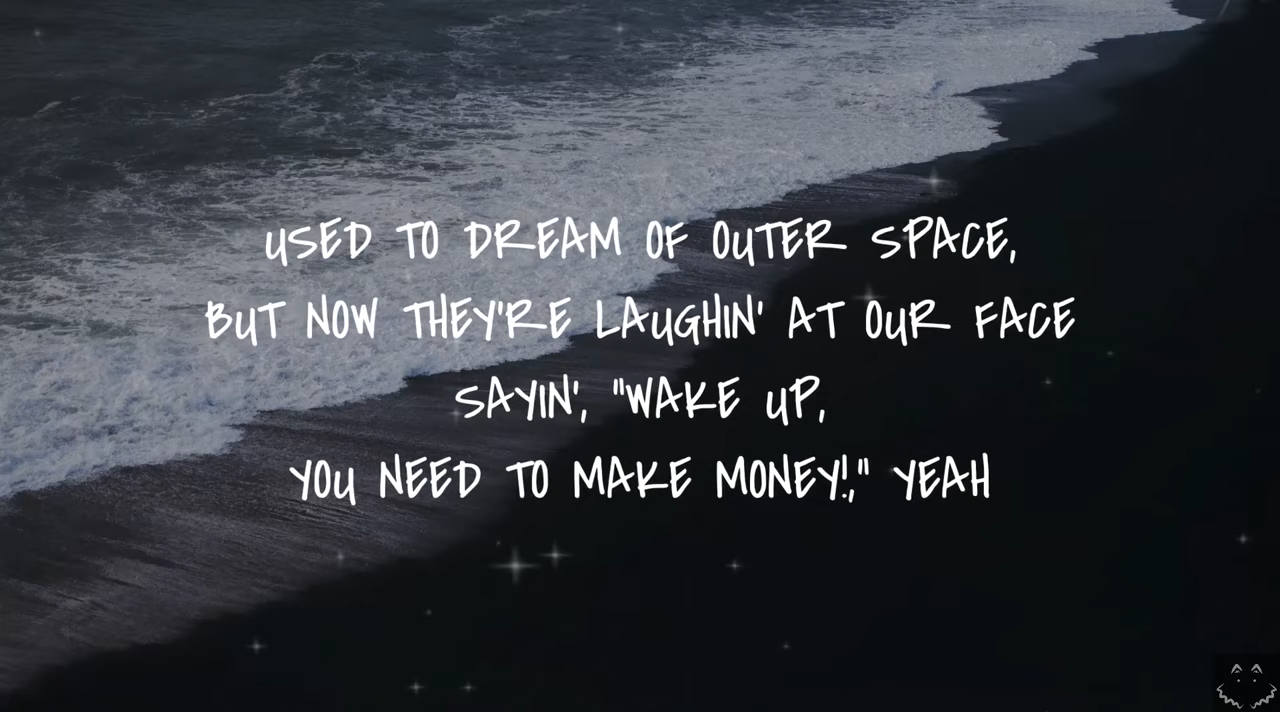 USED TO DREAM OF OUTER SPACE,
BUT NOW THEY'RE LAUGHIN' AT OUR FACE
SAYIN', "WAKE UP,
YOU NEED TO MAKE MONEY!," YEAH